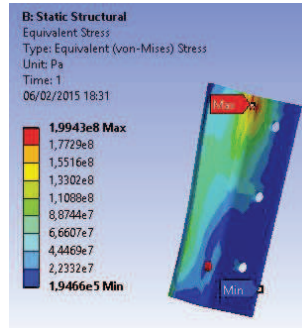 B: Static Structural
Equivalent Stress
Type: Equivalent (von-Mises) Stress
Unit: Pa
Time: 1
06/02/2015 18:31
1,9943e8 Max
1,7729e8
1,5516e8
1,3302e8
1,1088e8
8,8744e7
6,6607e7
4,4469e7
2,2332e7
1,9466e5 Min
Max
Min